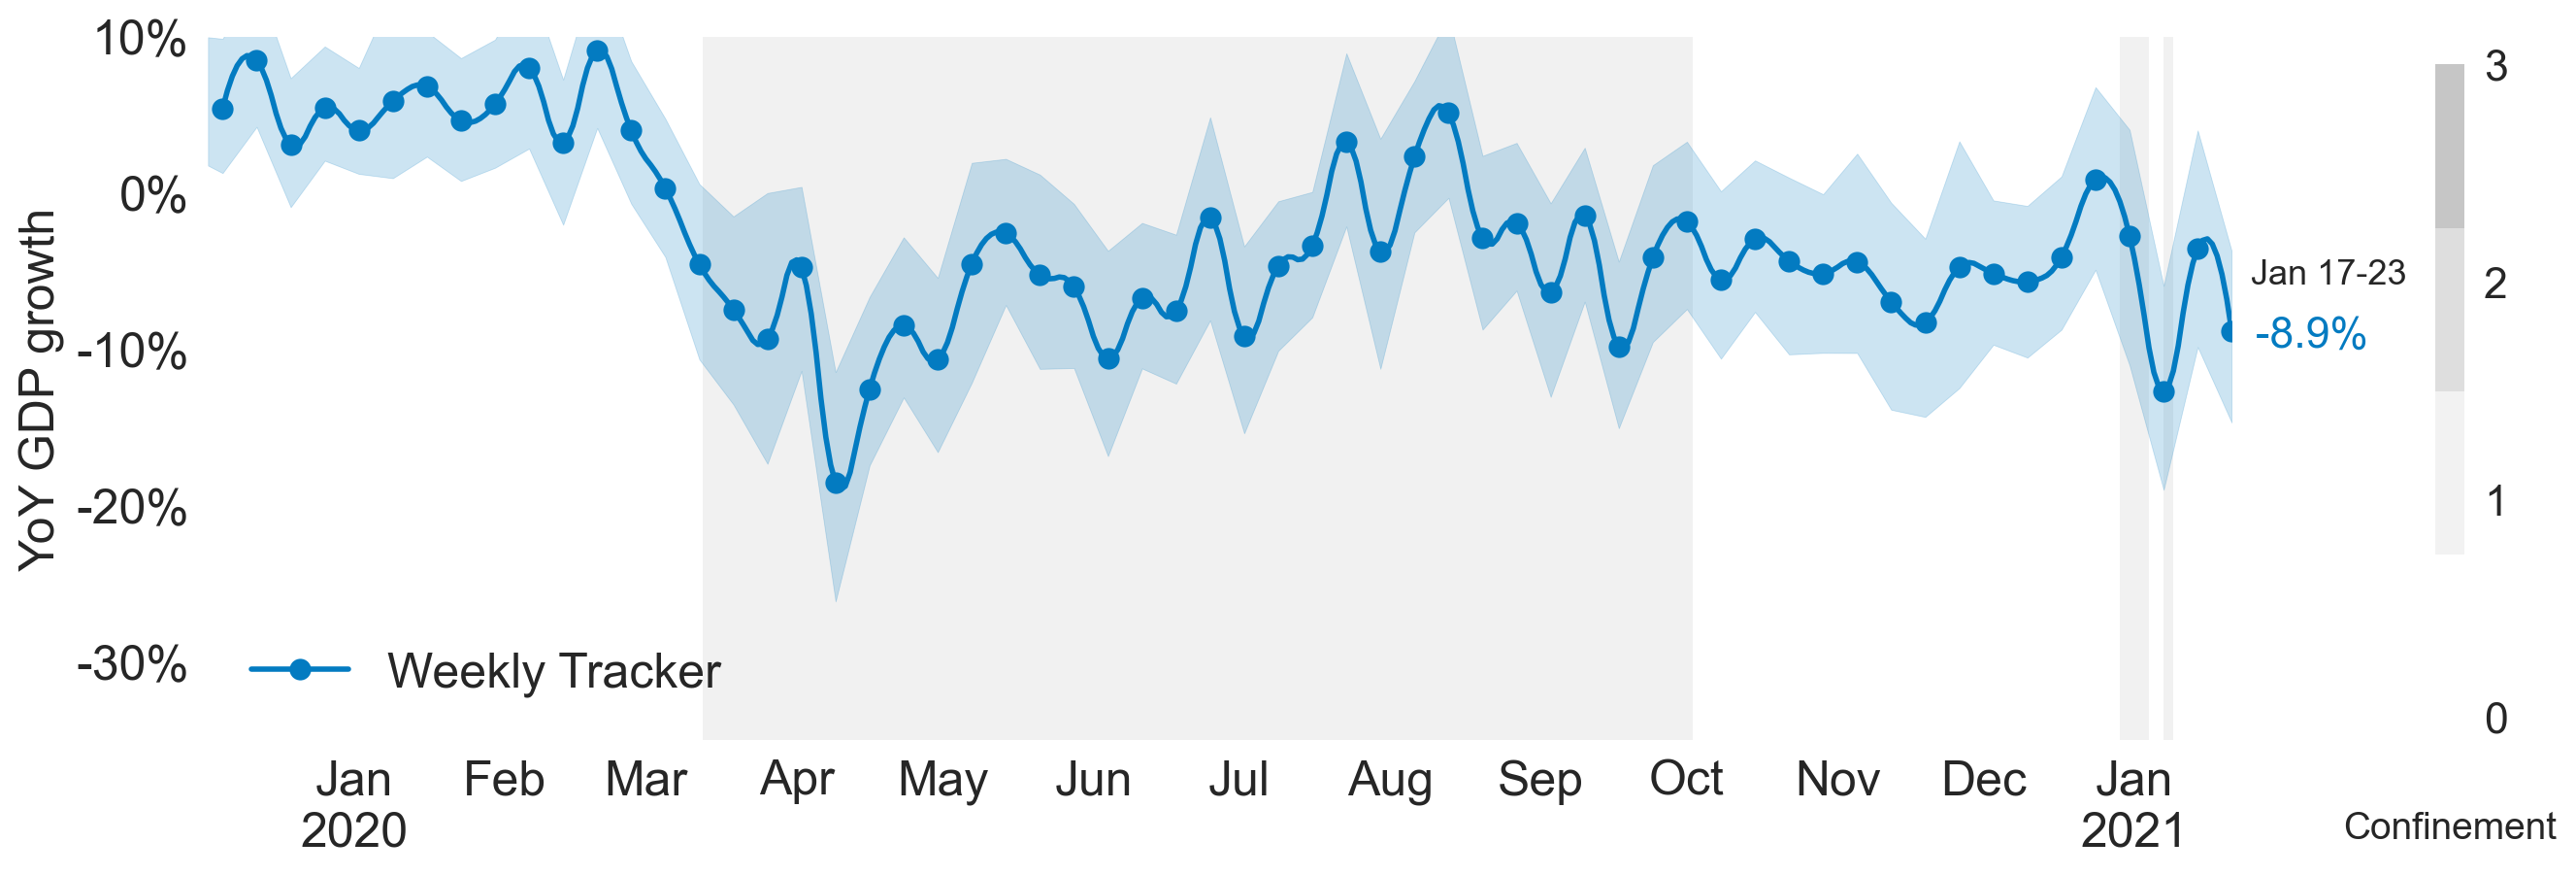 YoY GDP growth
10%
0%
-10%
-20%
-30%
Weekly Tracker
Jan Feb Mar Apr May Jun Jul Aug Sep Oct Nov Dec Jan
2020 2021
Jan 17-23
-8.9%
3
2
1
0
Confinement